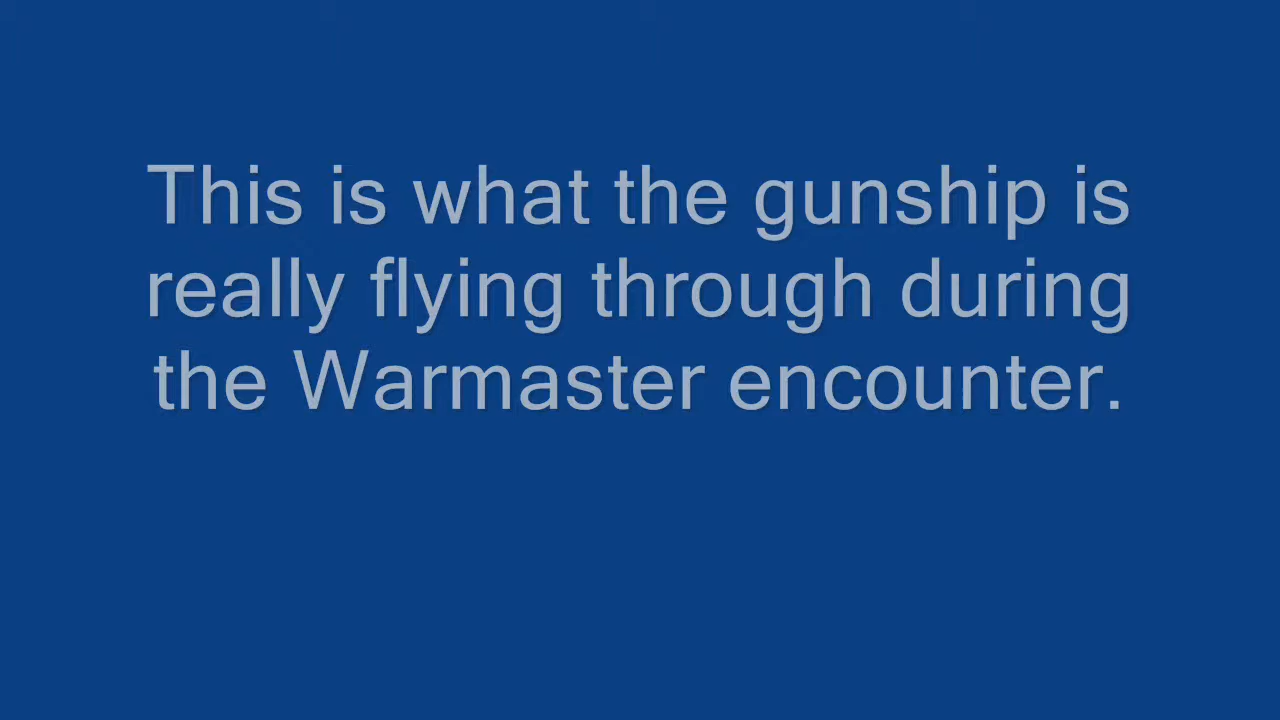 This is what the gunship is
really flying through during
the Warmaster encounter.